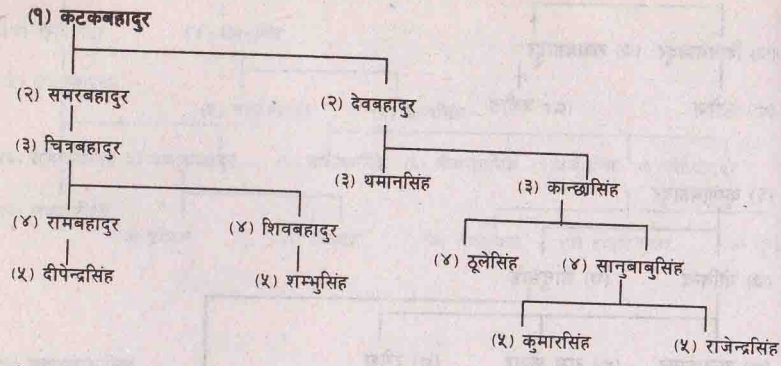 (१) कटकबहादुर
(२) समरबहादुर (२) देवबहादुर
(३) चित्रबहादुर
(३) थमानसिंह (३) कान्छासिंह
(४) रामबहादुर (४) शिवबहादुर
(४) ठूलेसिंह (४) सानुबाबुसिंह
(५) दीपेन्द्रसिंह (५) शम्भुसिंह
(५) कुमारसिंह (५) राजेन्द्रसिंह